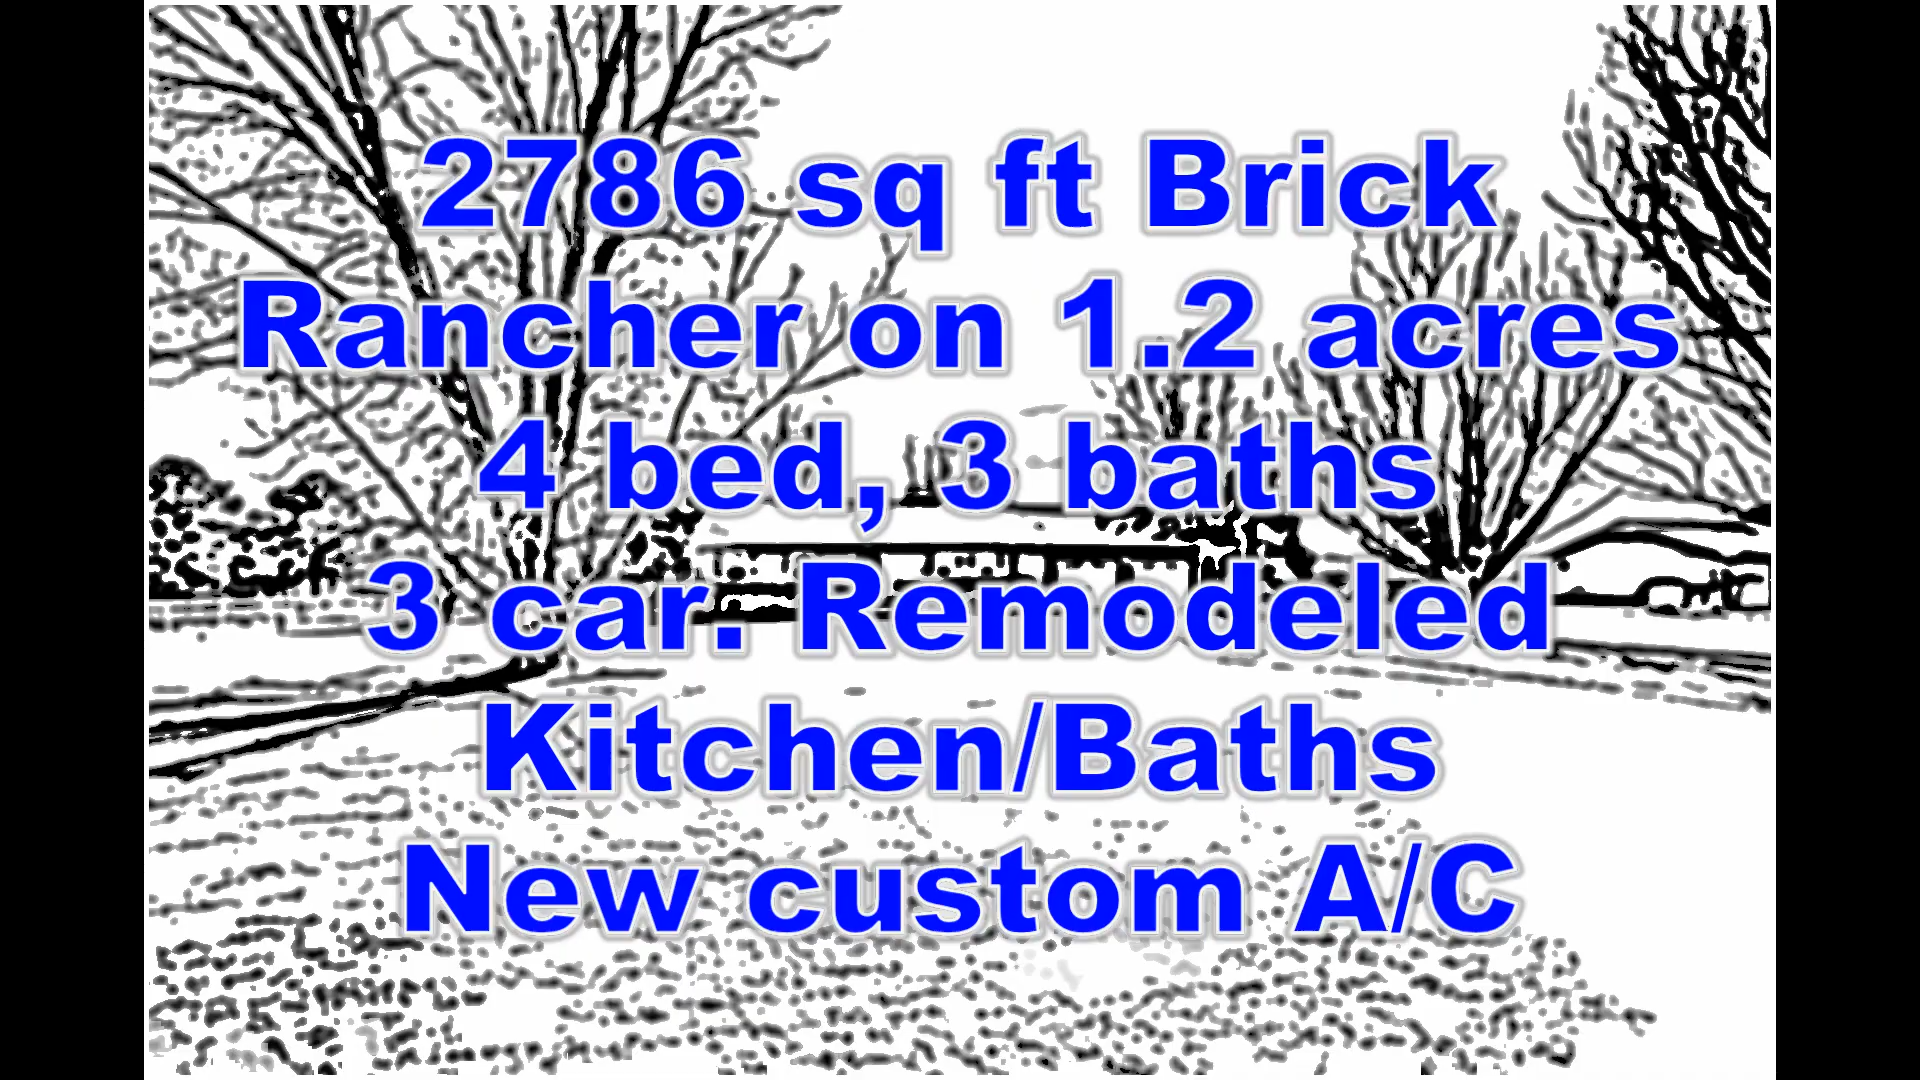 2786 sq ft Brick
Rancher on 1.2 acres
4 bed, 3 baths
3 car. Remodeled
Kitchen/Baths
New custom A/C